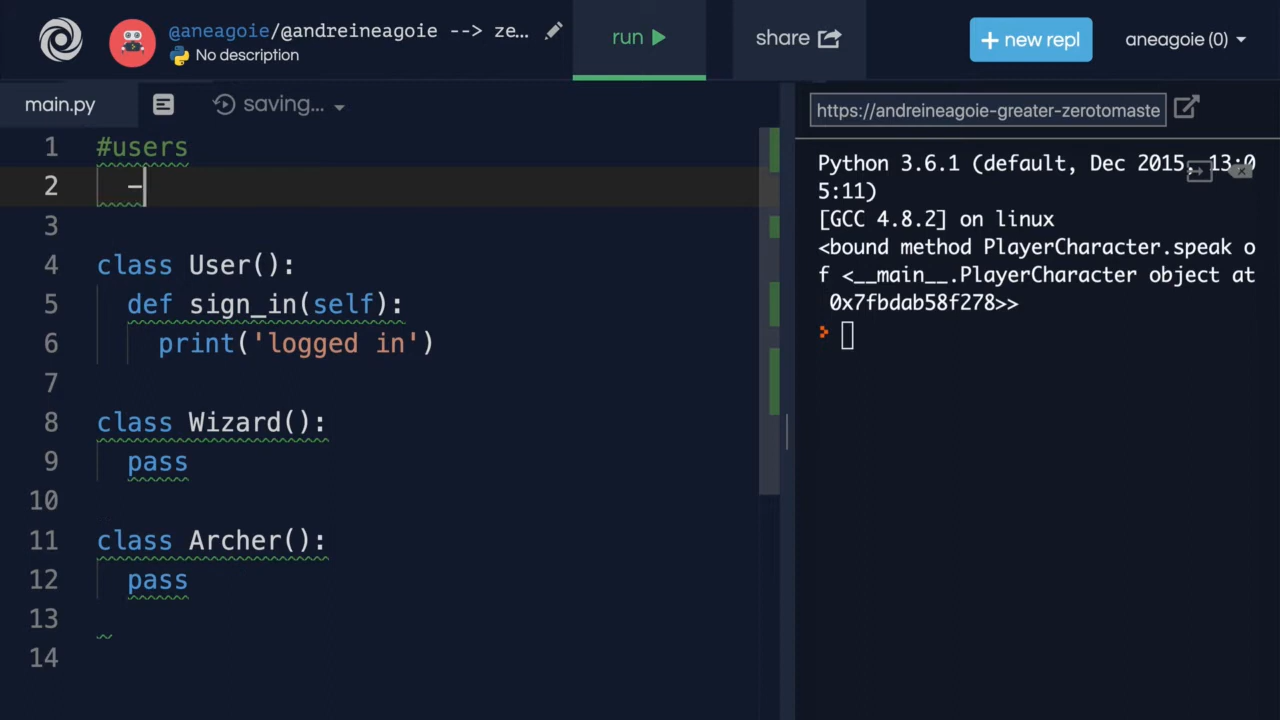 @aneagoie/@andreineagoie --> ze...
No description
run
share
+ new repl
aneagoie (0)
main.py
saving...
https://andreineagoie-greater-zerotomaste
1 #users
2 -
3
4 class User():
5 def sign_in(self):
6 print('logged in')
7
8 class Wizard():
9 pass
10
11 class Archer():
12 pass
13
14
Python 3.6.1 (default, Dec 2015, 13:0
5:11)
[GCC 4.8.2] on linux
<bound method PlayerCharacter.speak o
f <__main__.PlayerCharacter object at
0x7fbdab58f278>>